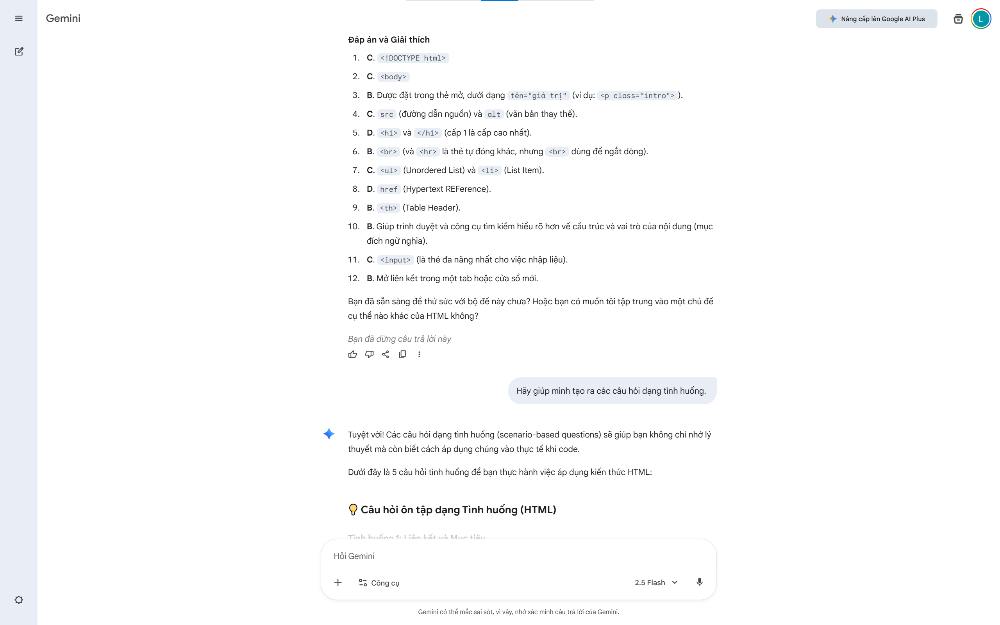 Gemini
Nâng cấp lên Google AI Plus
L
Đáp án và Giải thích
1. C. <!DOCTYPE html>
2. C. <body>
3. B. Được đặt trong thẻ mở, dưới dạng tên="giá trị" (ví dụ: <p class="intro">).
4. C. src (đường dẫn nguồn) và alt (văn bản thay thế).
5. D. <h1> và </h1> (cấp 1 là cấp cao nhất).
6. B. <br> (và <hr> là thẻ tự đóng khác, nhưng <br> dùng để ngắt dòng).
7. C. <ul> (Unordered List) và <li> (List Item).
8. D. href (Hypertext REFerence).
9. B. <th> (Table Header).
10. B. Giúp trình duyệt và công cụ tìm kiếm hiểu rõ hơn về cấu trúc và vai trò của nội dung (mục
đích ngữ nghĩa).
11. C. <input> (là thẻ đa năng nhất cho việc nhập liệu).
12. B. Mở liên kết trong một tab hoặc cửa sổ mới.
Bạn đã sẵn sàng để thử sức với bộ đề này chưa? Hoặc bạn có muốn tôi tập trung vào một chủ đề
cụ thể nào khác của HTML không?
Bạn đã dừng câu trả lời này
Hãy giúp mình tạo ra các câu hỏi dạng tình huống.
Tuyệt vời! Các câu hỏi dạng tình huống (scenario-based questions) sẽ giúp bạn không chỉ nhớ lý
thuyết mà còn biết cách áp dụng chúng vào thực tế khi code.
Dưới đây là 5 câu hỏi tình huống để bạn thực hành việc áp dụng kiến thức HTML:
💡 Câu hỏi ôn tập dạng Tình huống (HTML)
Tình huống 1: Liên kết và Mục tiêu
Hỏi Gemini
Công cụ
2.5 Flash
Gemini có thể mắc sai sót, vì vậy, nhớ xác minh câu trả lời của Gemini.